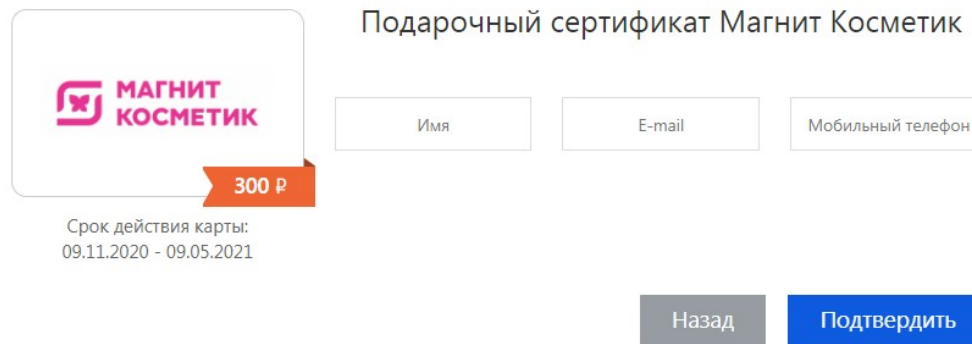 Подарочный сертификат Магнит Косметик
МАГНИТ
КОСМЕТИК
300 ₽
Срок действия карты:
09.11.2020 - 09.05.2021
Имя
E-mail
Мобильный телефон
Назад
Подтвердить